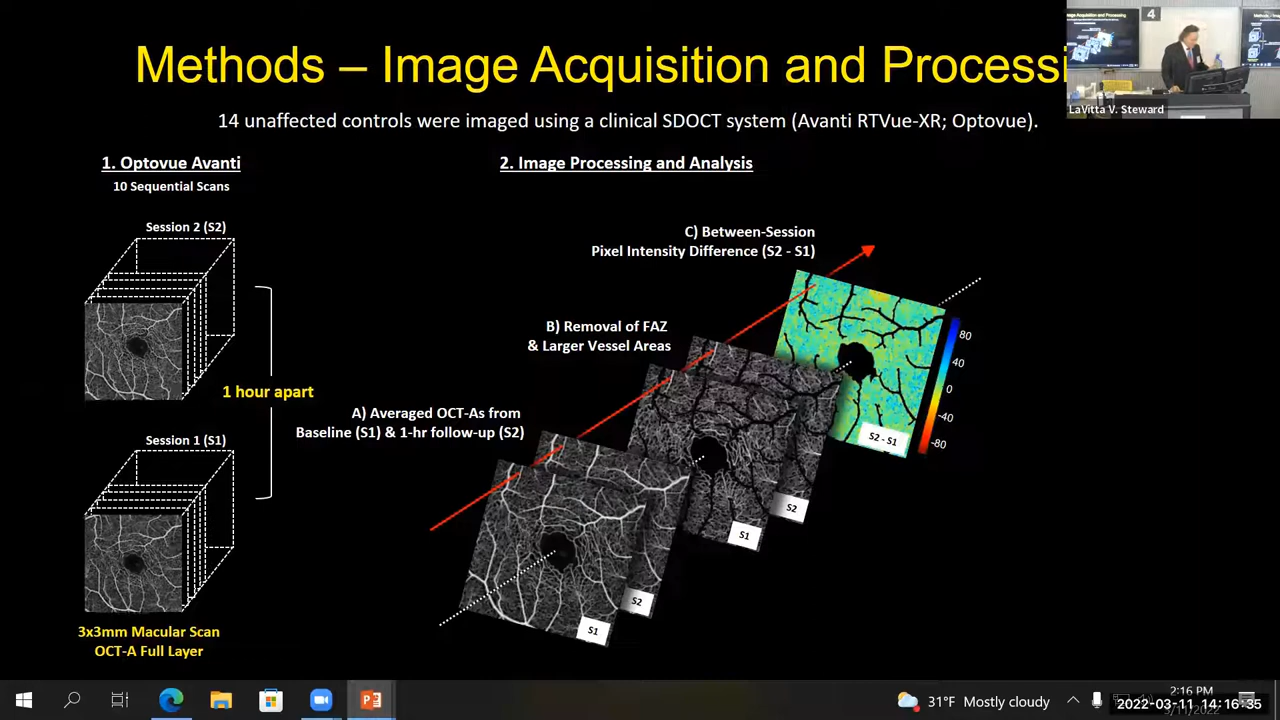 Methods – Image Acquisition and Processi
14 unaffected controls were imaged using a clinical SDOCT system (Avanti RTVue-XR; Optovue).
4
LaVitta V. Steward
1. Optovue Avanti
10 Sequential Scans
Session 2 (S2)
1 hour apart
Session 1 (S1)
3x3mm Macular Scan
OCT-A Full Layer
2. Image Processing and Analysis
C) Between-Session
Pixel Intensity Difference (S2 - S1)
B) Removal of FAZ
& Larger Vessel Areas
A) Averaged OCT-As from
Baseline (S1) & 1-hr follow-up (S2)
80
40
0
-40
-80
S2 - S1
S2
S1
S2
S1
31°F Mostly cloudy
2:16 PM
3/11/2022
2022-03-11 14:16:35